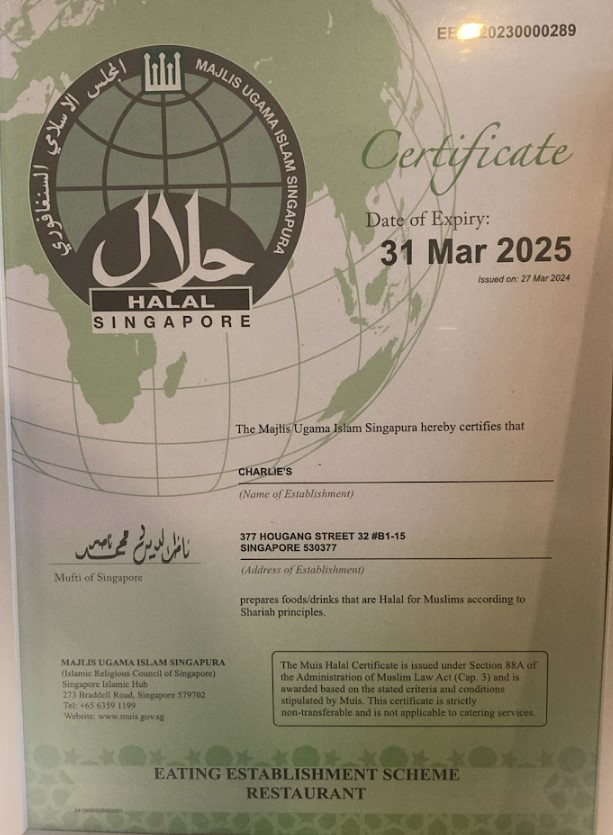 20230000289
المجلس الاسلامي السنغافوري
MAJLIS UGAMA ISLAM SINGAPURA
حلال
HALAL
SINGAPORE
Certificate
Date of Expiry:
31 Mar 2025
Issued on: 27 Mar 2024
The Majlis Ugama Islam Singapura hereby certifies that
CHARLIE'S
(Name of Establishment)
377 HOUGANG STREET 32 #B1-15
SINGAPORE 530377
(Address of Establishment)
Mufti of Singapore
prepares foods/drinks that are Halal for Muslims according to
Shariah principles.
MAJLIS UGAMA ISLAM SINGAPURA
(Islamic Religious Council of Singapore)
Singapore Islamic Hub
273 Braddell Road, Singapore 579702
Tel: +65 6359 1199
Website: www.muis.gov.sg
The Muis Halal Certificate is issued under Section 88A of
the Administration of Muslim Law Act (Cap. 3) and is
awarded based on the stated criteria and conditions
stipulated by Muis. This certificate is strictly
non-transferable and is not applicable to catering services.
EATING ESTABLISHMENT SCHEME
RESTAURANT